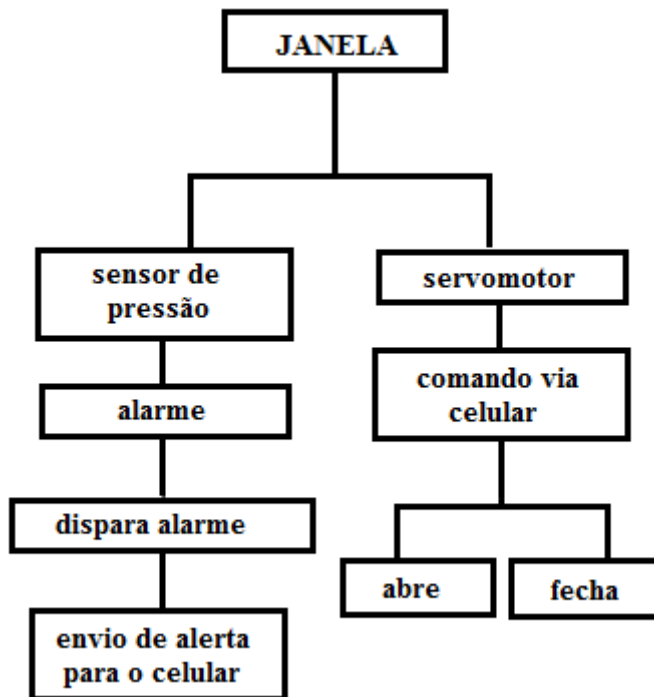 JANELA
sensor de
pressão
alarme
dispara alarme
envio de alerta
para o celular
servomotor
comando via
celular
abre
fecha